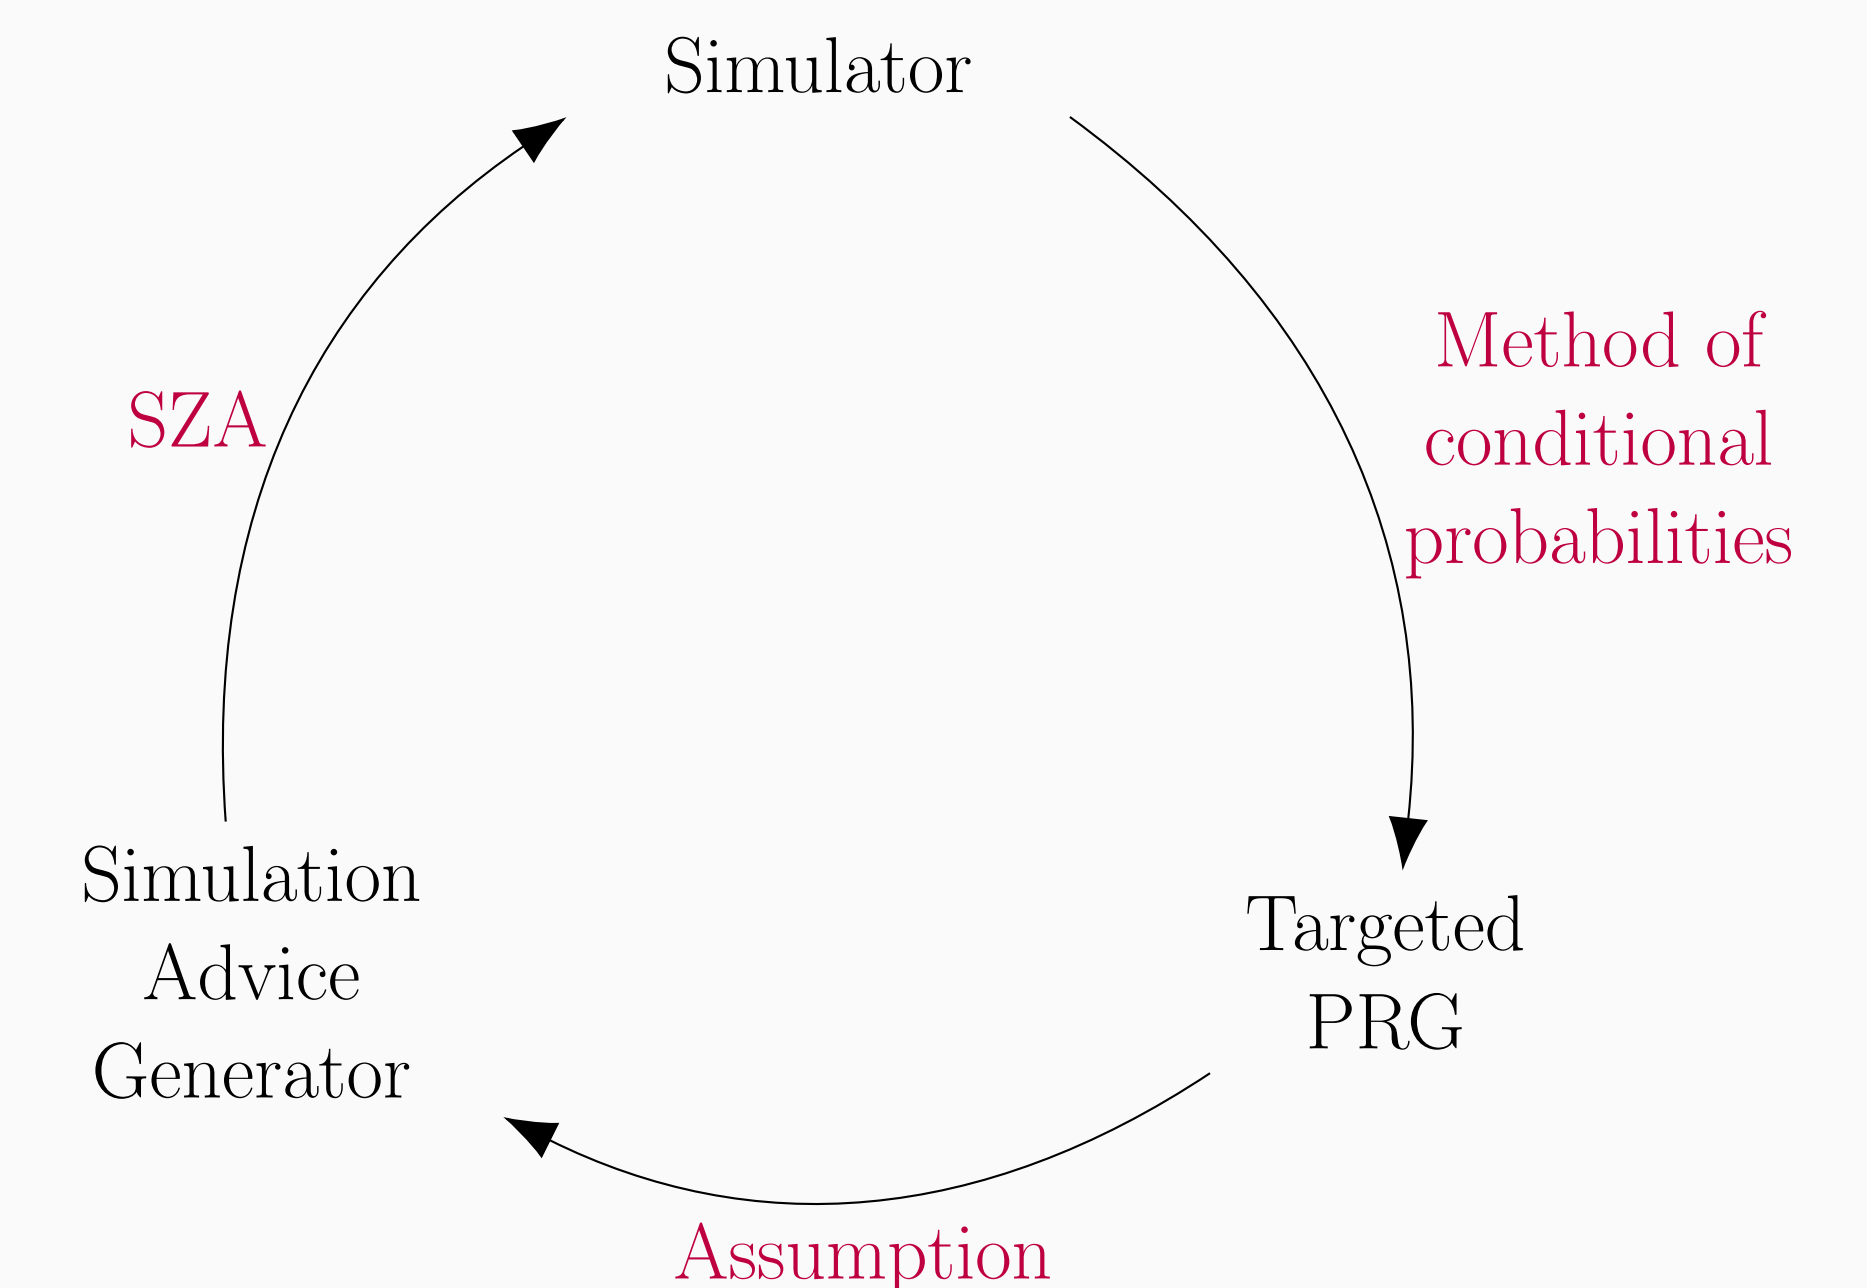 Simulator
Method of
conditional
probabilities
SZA
Simulation
Advice
Generator
Targeted
PRG
Assumption